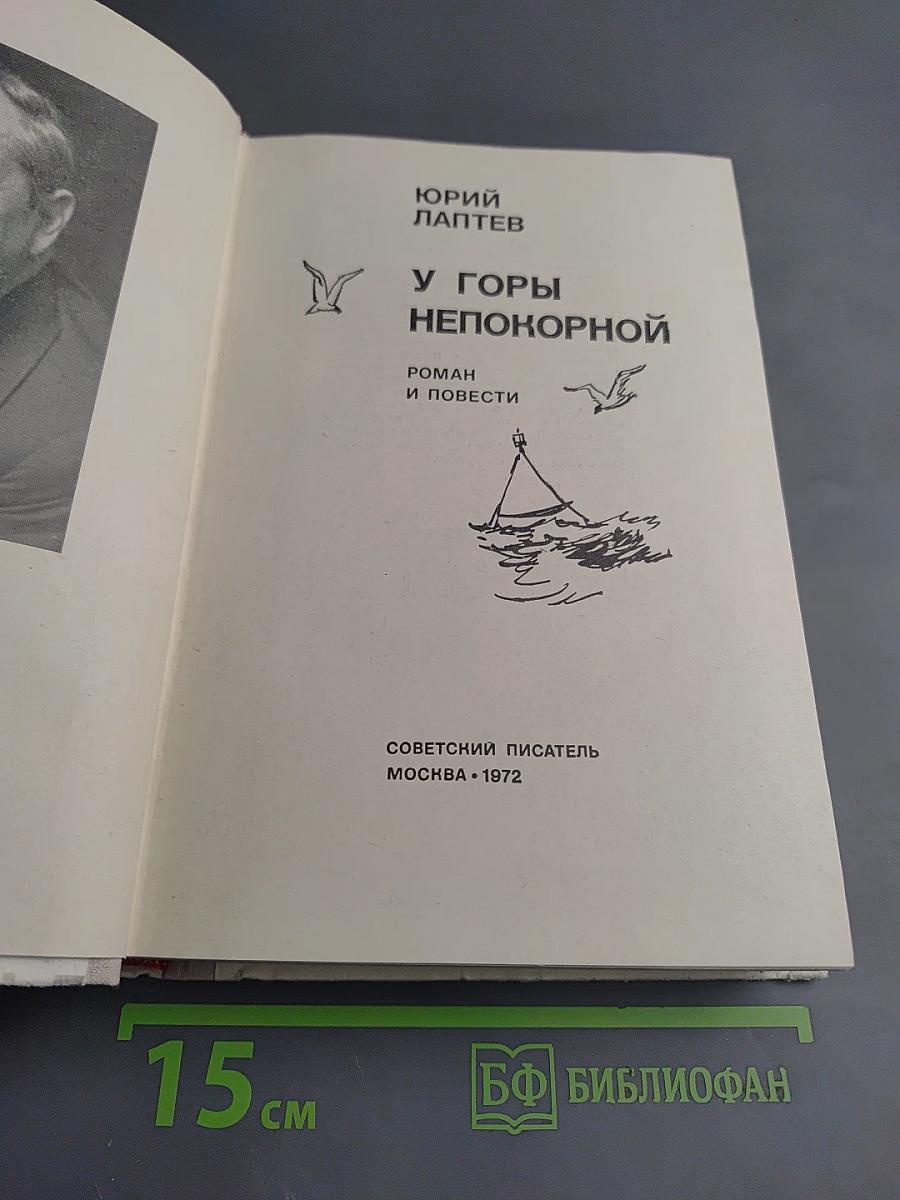 ЮРИЙ
ЛАПТЕВ
У ГОРЫ
НЕПОКОРНОЙ
РОМАН
И ПОВЕСТИ
СОВЕТСКИЙ ПИСАТЕЛЬ
МОСКВА • 1972
15 см
БФ БИБЛИОФАН